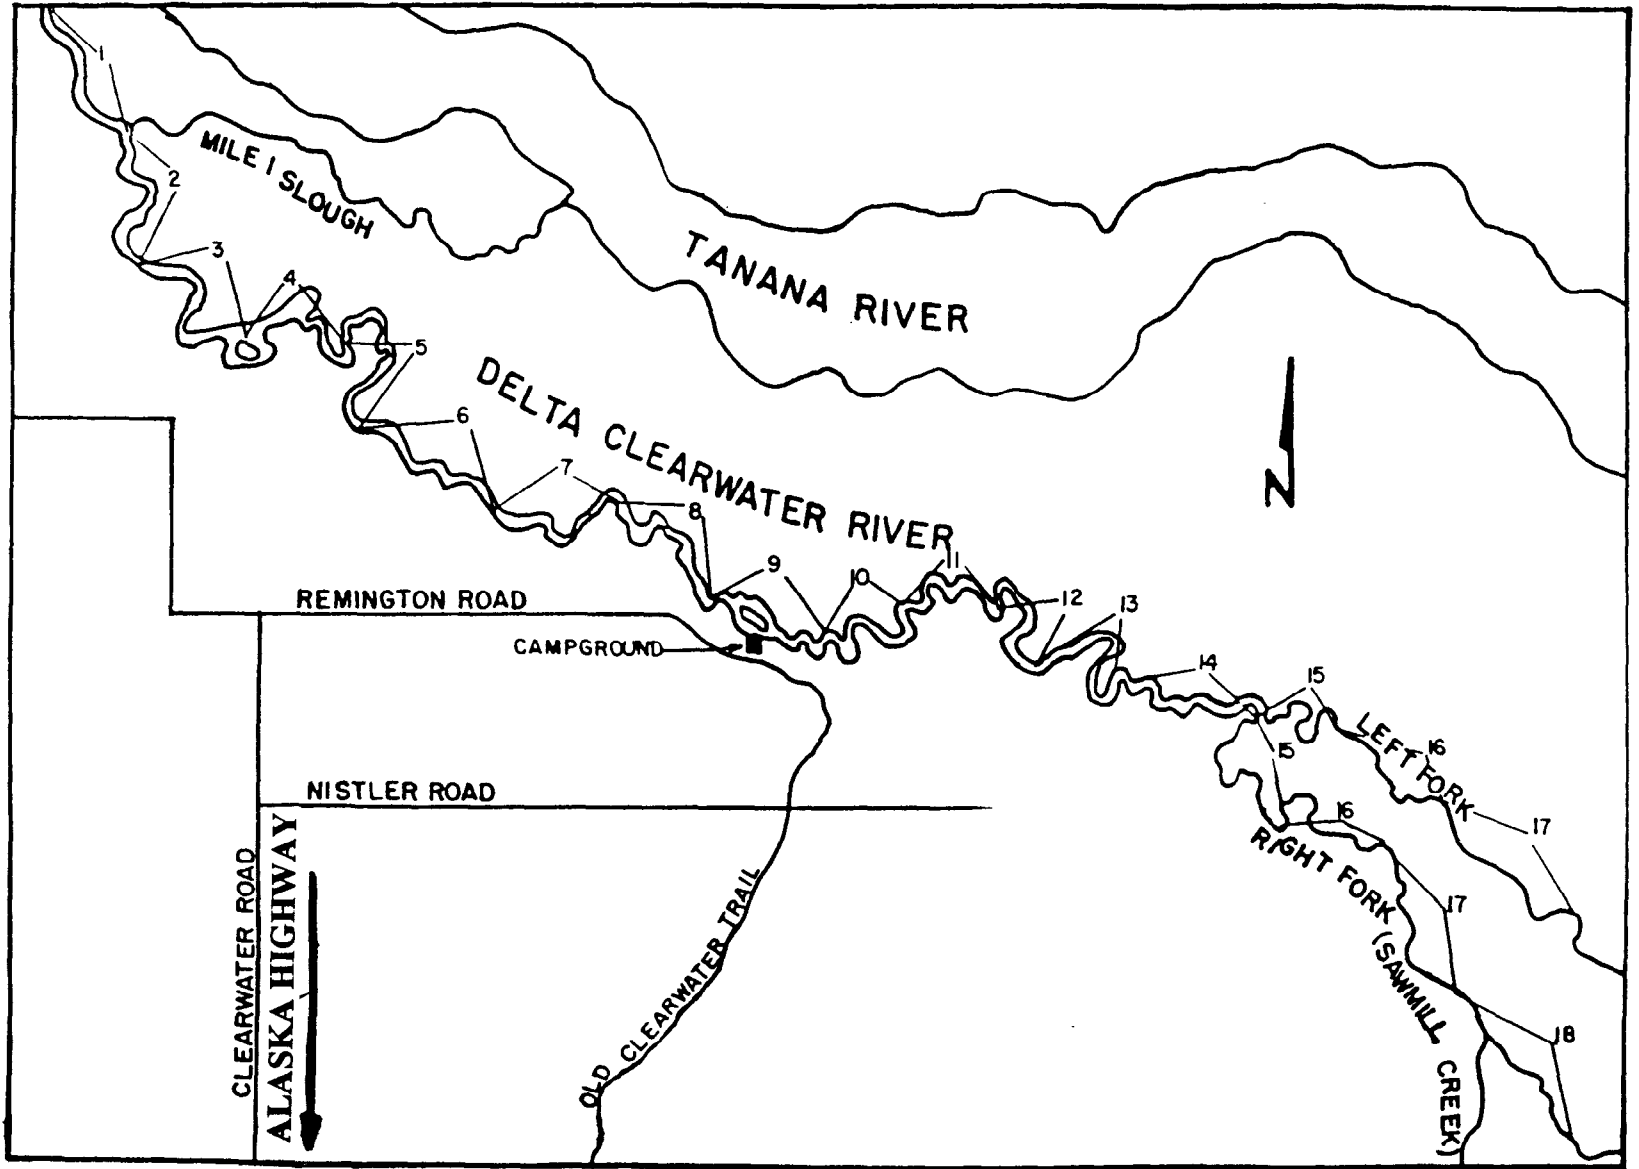 1
MILE 1 SLOUGH
2
3
4
TANANA RIVER
5
DELTA CLEARWATER RIVER
6
7
8
N
9
10
11
12
13
REMINGTON ROAD
CAMPGROUND
14
15
LEFT FORK
16
15
NISTLER ROAD
16
17
RIGHT FORK (SAWMILL CREEK)
17
18
CLEARWATER ROAD
ALASKA HIGHWAY
OLD CLEARWATER TRAIL